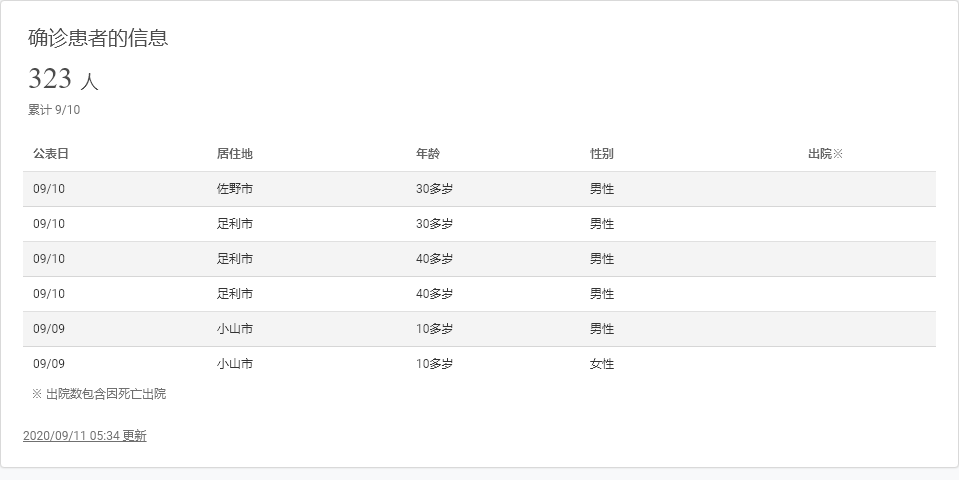 确诊患者的信息
323 人
累计 9/10
公表日 居住地 年龄 性别 出院※
09/10 佐野市 30多岁 男性
09/10 足利市 30多岁 男性
09/10 足利市 40多岁 男性
09/10 足利市 40多岁 男性
09/09 小山市 10多岁 男性
09/09 小山市 10多岁 女性
※ 出院数包含因死亡出院
2020/09/11 05:34 更新